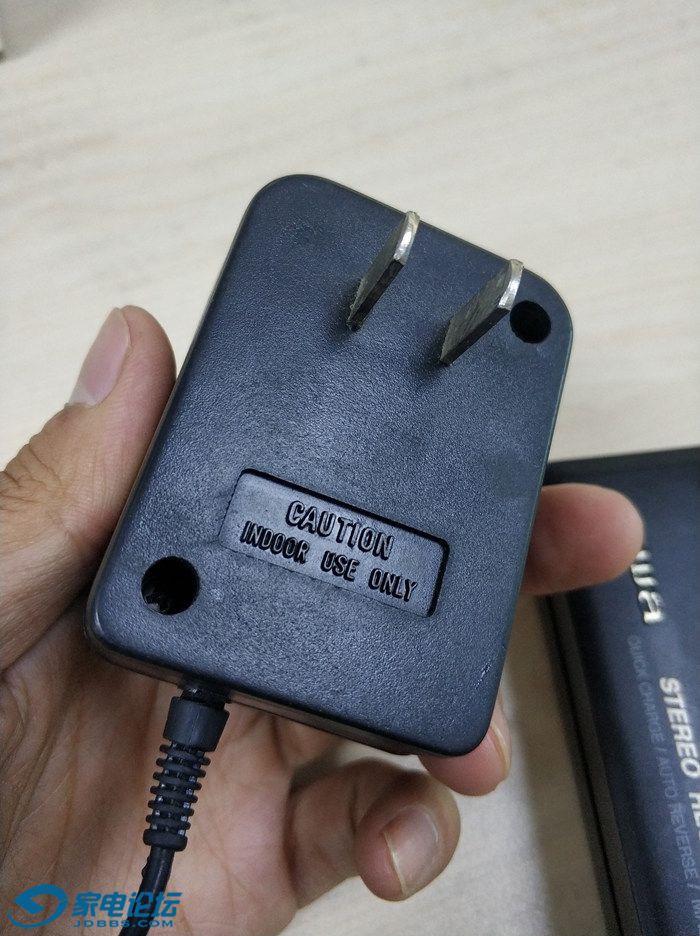 CAUTION
INDOOR USE ONLY
QUICK CHARGE / AUTO REVERSE /
STEREO
家电论坛
JDBBS.COM